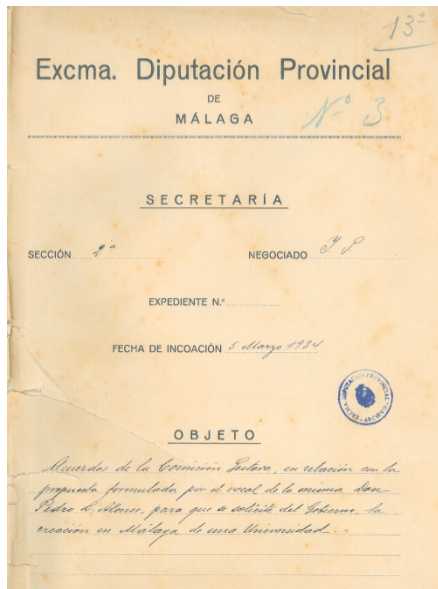 13ª
Excma. Diputación Provincial
DE
MÁLAGA
Nº 3
SECRETARÍA
SECCIÓN 2ª
NEGOCIADO I. P.
EXPEDIENTE N.º
FECHA DE INCOACIÓN 5 Marzo 1934
OBJETO
Acuerdos de la Comisión Gestora, en relación con la
propuesta formulada por el vocal de la misma don
Pedro L. Alonso, para que se solicite del Gobierno la
creación en Málaga de una Universidad.-